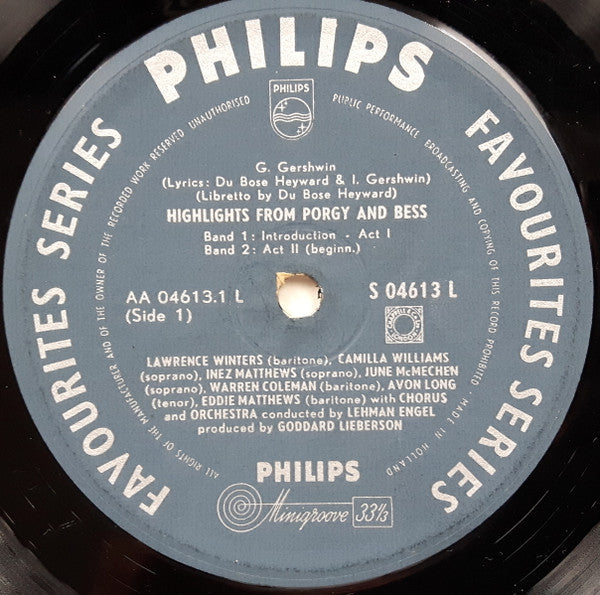 PHILIPS
FAVOURITES SERIES
FAVOURITES SERIES
ALL RIGHTS OF THE MANUFACTURER AND OF THE OWNER OF THE RECORDED WORK RESERVED UNAUTHORISED PUBLIC PERFORMANCE BROADCASTING AND COPYING OF THIS RECORD PROHIBITED - MADE IN HOLLAND
PHILIPS
G. Gershwin
(Lyrics: Du Bose Heyward & I. Gershwin)
(Libretto by Du Bose Heyward)
HIGHLIGHTS FROM PORGY AND BESS
Band 1: Introduction - Act I
Band 2: Act II (beginn.)
AA 04613.1 L
(Side 1)
S 04613 L
CHAPPELL & CO LTD LONDON
LAWRENCE WINTERS (baritone), CAMILLA WILLIAMS
(soprano), INEZ MATTHEWS (soprano), JUNE McMECHEN
(soprano), WARREN COLEMAN (baritone), AVON LONG
(tenor), EDDIE MATTHEWS (baritone) with CHORUS
and ORCHESTRA conducted by LEHMAN ENGEL
produced by GODDARD LIEBERSON
PHILIPS
Minigroove 33⅓